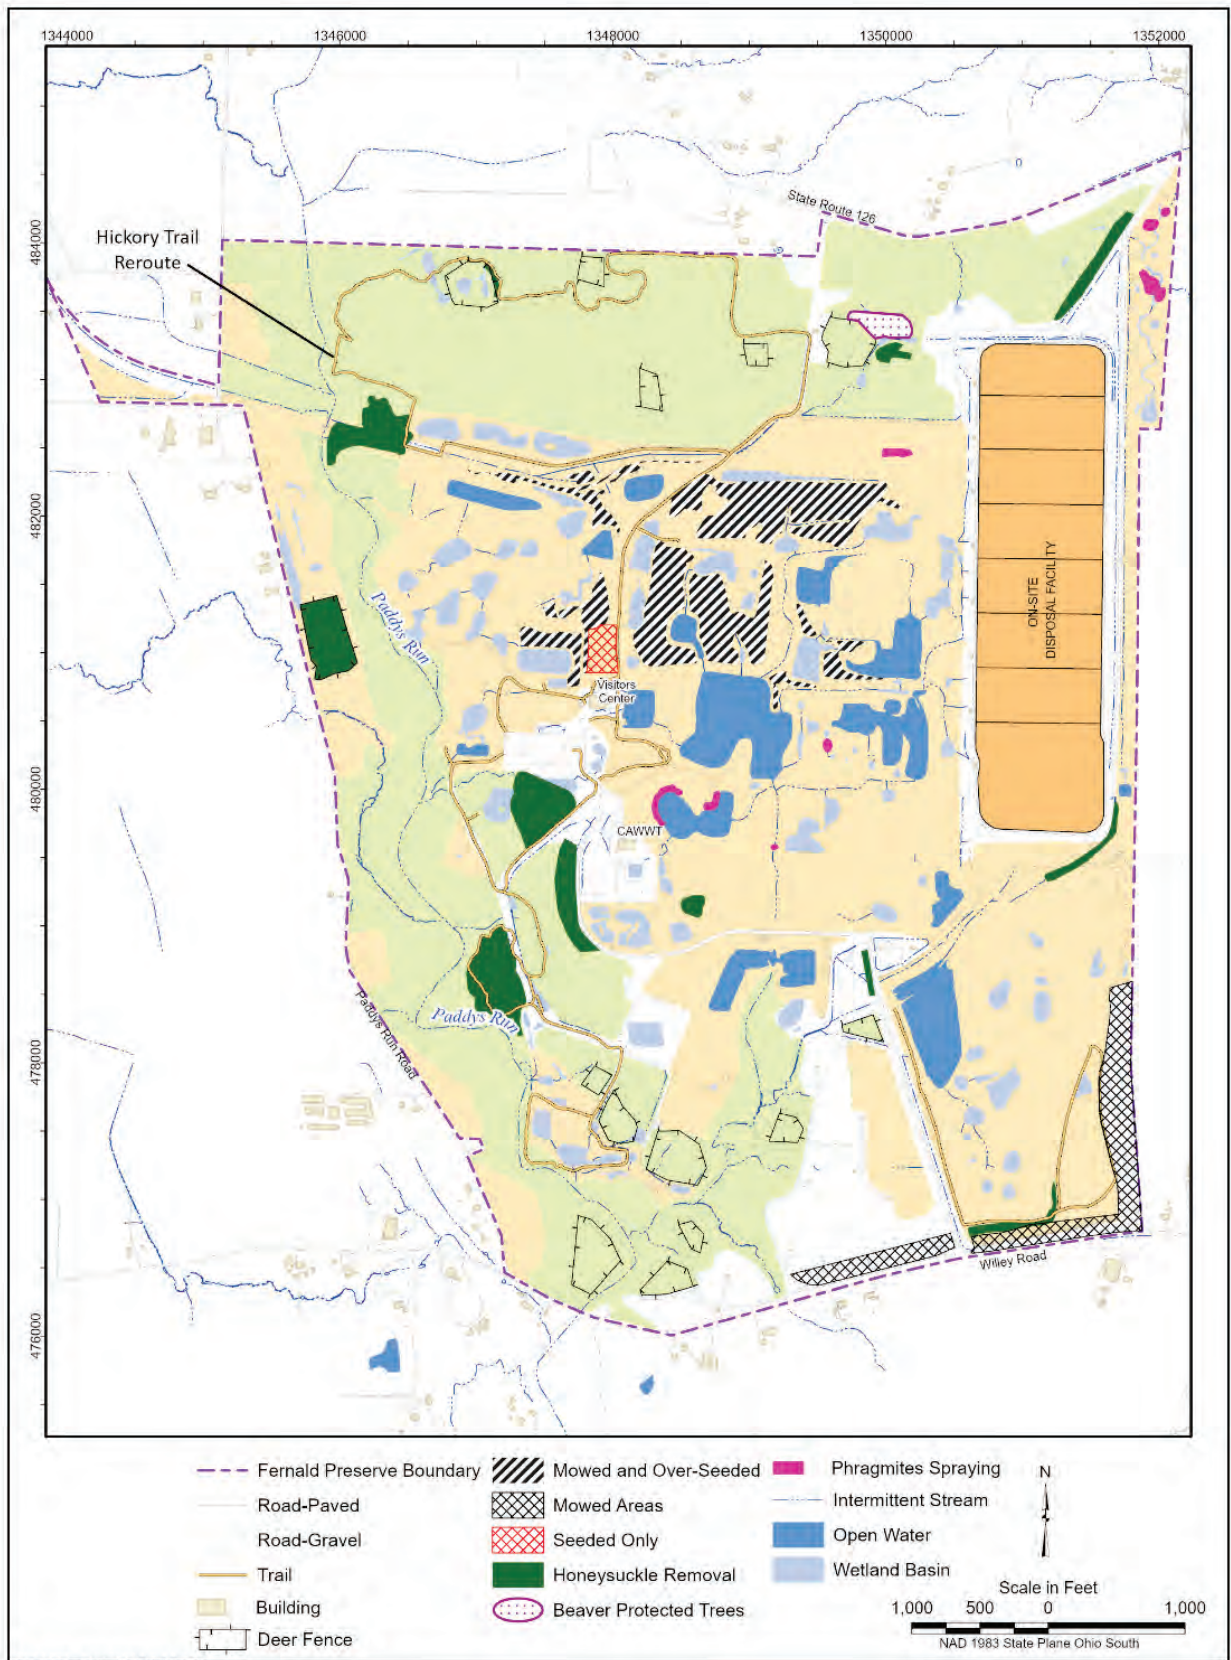 1344000
1346000
1348000
1350000
1352000
484000
482000
480000
478000
476000
State Route 126
Hickory Trail
Reroute
ON-SITE
DISPOSAL FACILITY
Paddys Run
Visitors
Center
CAWWT
Paddys Run
Paddys Run Road
Willey Road
Fernald Preserve Boundary
Road-Paved
Road-Gravel
Trail
Building
Deer Fence
Mowed and Over-Seeded
Mowed Areas
Seeded Only
Honeysuckle Removal
Beaver Protected Trees
Phragmites Spraying
Intermittent Stream
Open Water
Wetland Basin
N
Scale in Feet
1,000 500 0 1,000
NAD 1983 State Plane Ohio South